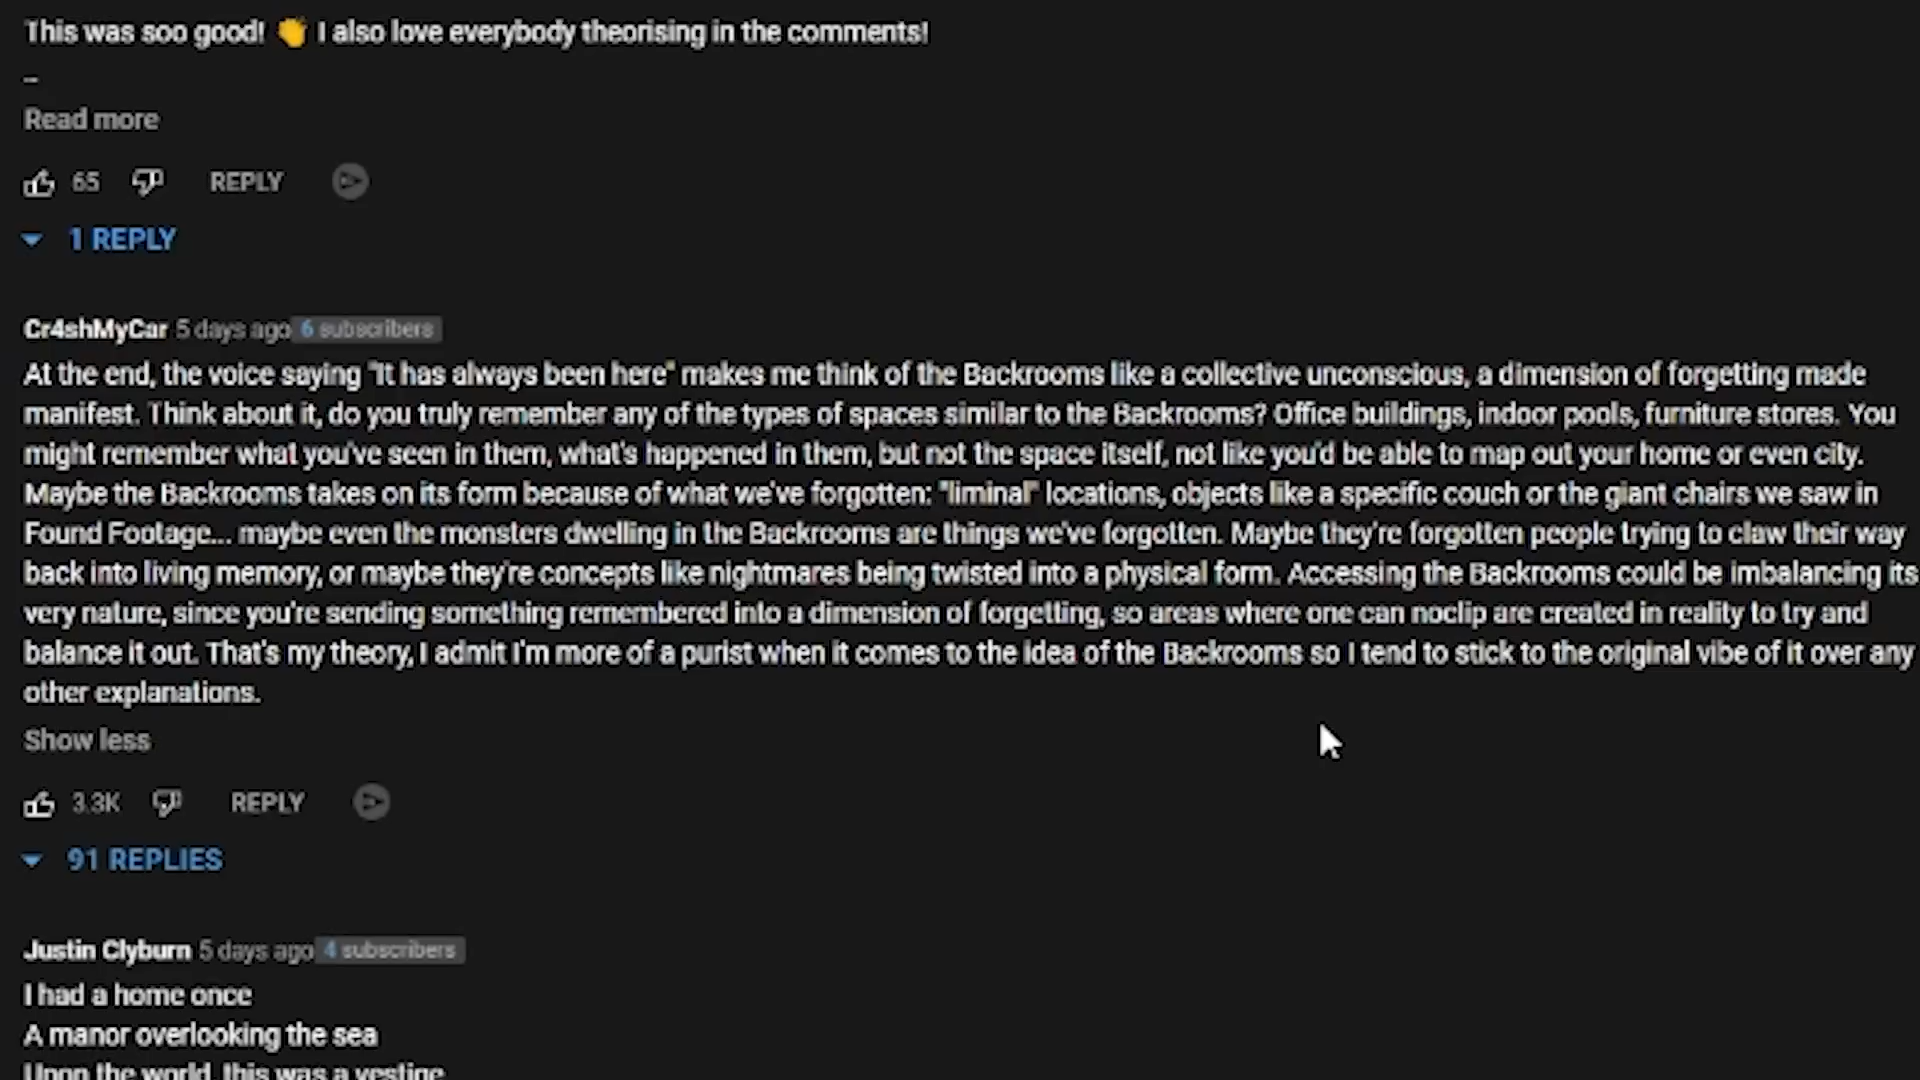 This was soo good! 👏 I also love everybody theorising in the comments!
–
Read more
65 REPLY
1 REPLY
Cr4shMyCar 5 days ago 6 subscribers
At the end, the voice saying "It has always been here" makes me think of the Backrooms like a collective unconscious, a dimension of forgetting made
manifest. Think about it, do you truly remember any of the types of spaces similar to the Backrooms? Office buildings, indoor pools, furniture stores. You
might remember what you've seen in them, what's happened in them, but not the space itself, not like you'd be able to map out your home or even city.
Maybe the Backrooms takes on its form because of what we've forgotten: "liminal" locations, objects like a specific couch or the giant chairs we saw in
Found Footage... maybe even the monsters dwelling in the Backrooms are things we've forgotten. Maybe they're forgotten people trying to claw their way
back into living memory, or maybe they're concepts like nightmares being twisted into a physical form. Accessing the Backrooms could be imbalancing its
very nature, since you're sending something remembered into a dimension of forgetting, so areas where one can noclip are created in reality to try and
balance it out. That's my theory, I admit I'm more of a purist when it comes to the idea of the Backrooms so I tend to stick to the original vibe of it over any
other explanations.
Show less
3.3K REPLY
91 REPLIES
Justin Clyburn 5 days ago 4 subscribers
I had a home once
A manor overlooking the sea
Upon the world, this was a vestige